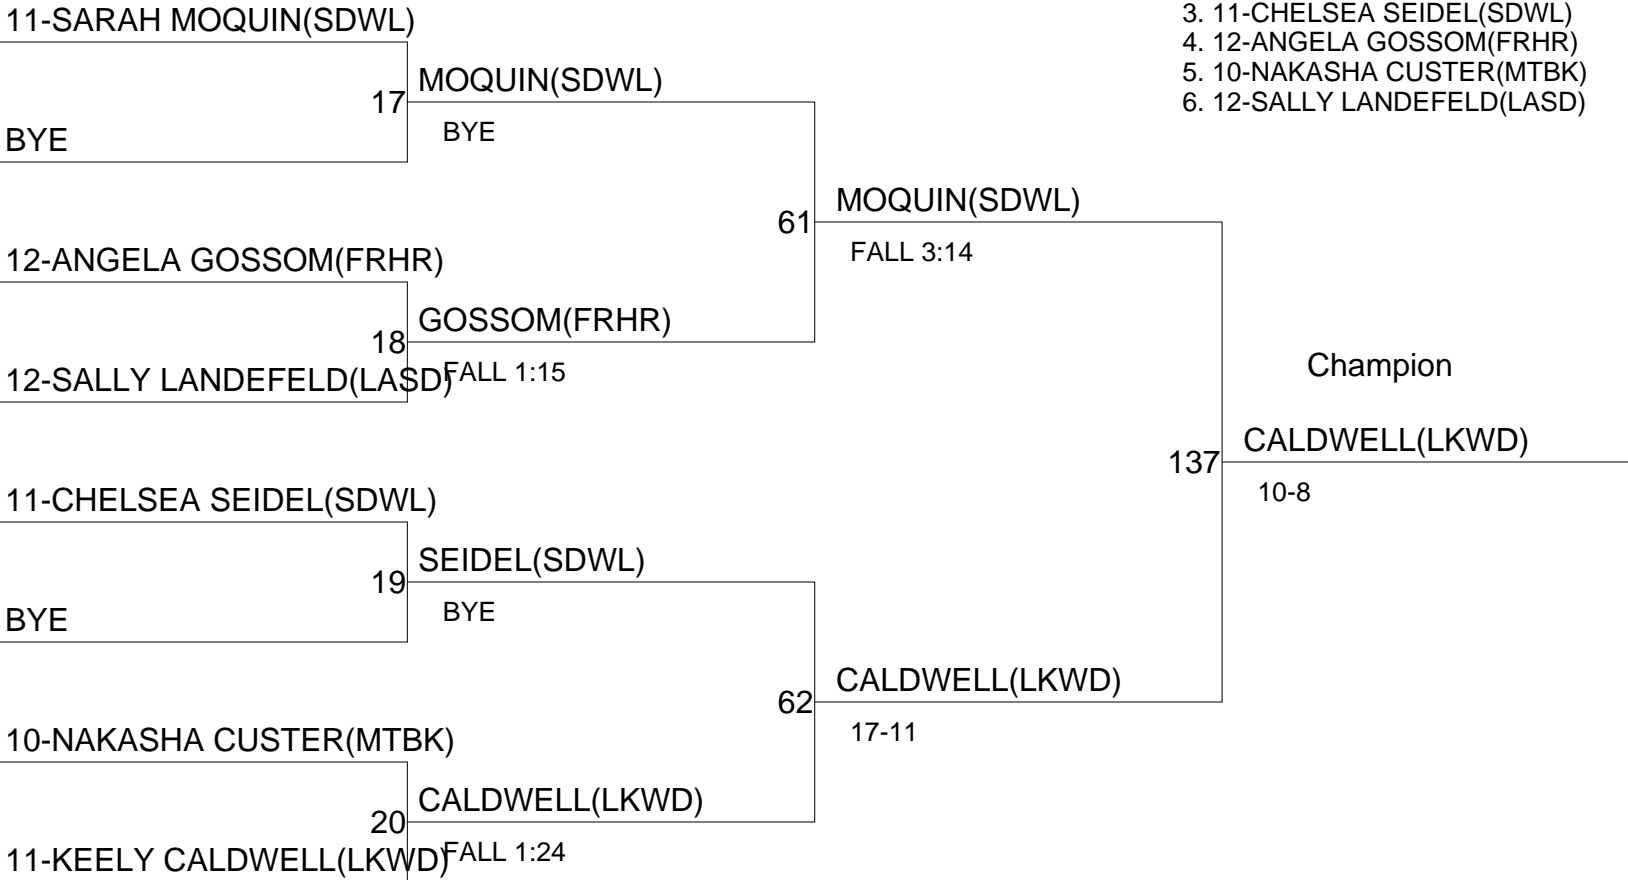 11-SARAH MOQUIN(SDWL)
3. 11-CHELSEA SEIDEL(SDWL)
4. 12-ANGELA GOSSOM(FRHR)
5. 10-NAKASHA CUSTER(MTBK)
6. 12-SALLY LANDEFELD(LASD)
17
MOQUIN(SDWL)
BYE
BYE
61
MOQUIN(SDWL)
FALL 3:14
12-ANGELA GOSSOM(FRHR)
18
GOSSOM(FRHR)
FALL 1:15
12-SALLY LANDEFELD(LASD)
Champion
137
CALDWELL(LKWD)
10-8
11-CHELSEA SEIDEL(SDWL)
19
SEIDEL(SDWL)
BYE
BYE
62
CALDWELL(LKWD)
17-11
10-NAKASHA CUSTER(MTBK)
20
CALDWELL(LKWD)
FALL 1:24
11-KEELY CALDWELL(LKWD)